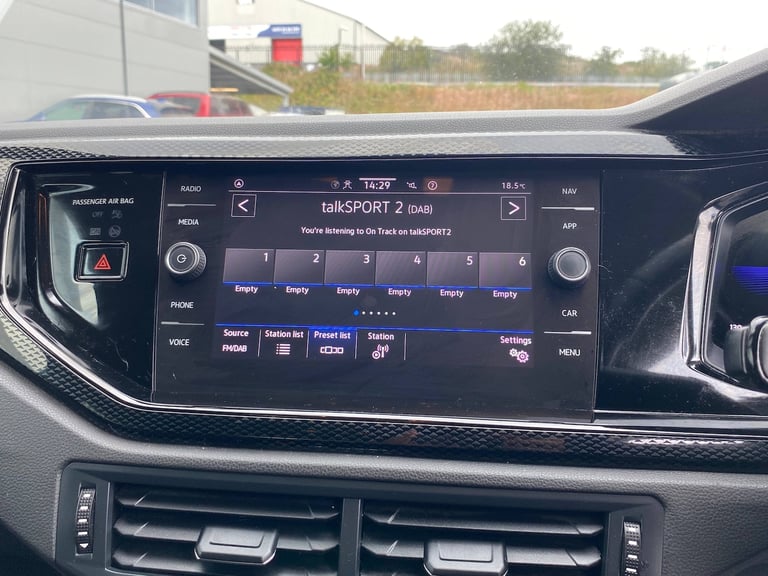 PASSENGER AIR BAG
OFF
RADIO
MEDIA
PHONE
VOICE
14:29
18.5°C
talkSPORT 2 (DAB)
You're listening to On Track on talkSPORT2
1 2 3 4 5 6
Empty Empty Empty Empty Empty Empty
Source Station list Preset list Station Settings
FM/DAB
NAV
APP
CAR
MENU
130